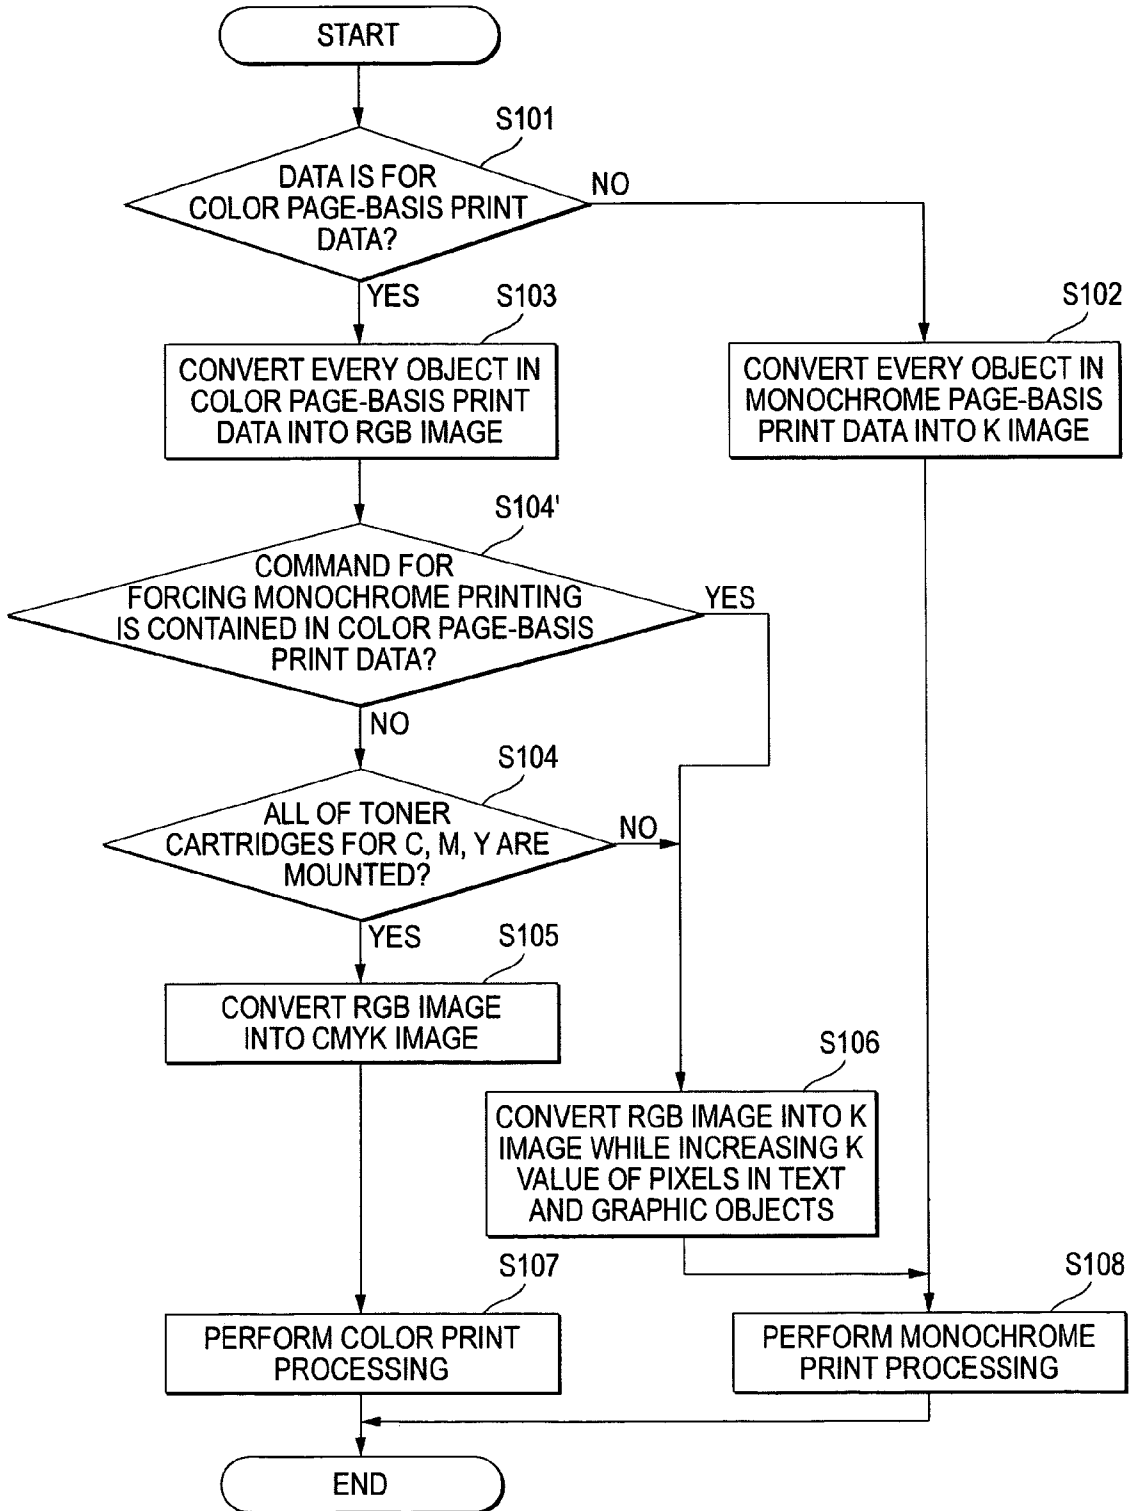 START
S101
DATA IS FOR
COLOR PAGE-BASIS PRINT
DATA?
NO
YES
S103
CONVERT EVERY OBJECT IN
COLOR PAGE-BASIS PRINT
DATA INTO RGB IMAGE
S102
CONVERT EVERY OBJECT IN
MONOCHROME PAGE-BASIS
PRINT DATA INTO K IMAGE
S104'
COMMAND FOR
FORCING MONOCHROME PRINTING
IS CONTAINED IN COLOR PAGE-BASIS
PRINT DATA?
YES
NO
S104
ALL OF TONER
CARTRIDGES FOR C, M, Y ARE
MOUNTED?
NO
YES
S105
CONVERT RGB IMAGE
INTO CMYK IMAGE
S106
CONVERT RGB IMAGE INTO K
IMAGE WHILE INCREASING K
VALUE OF PIXELS IN TEXT
AND GRAPHIC OBJECTS
S107
PERFORM COLOR PRINT
PROCESSING
S108
PERFORM MONOCHROME
PRINT PROCESSING
END